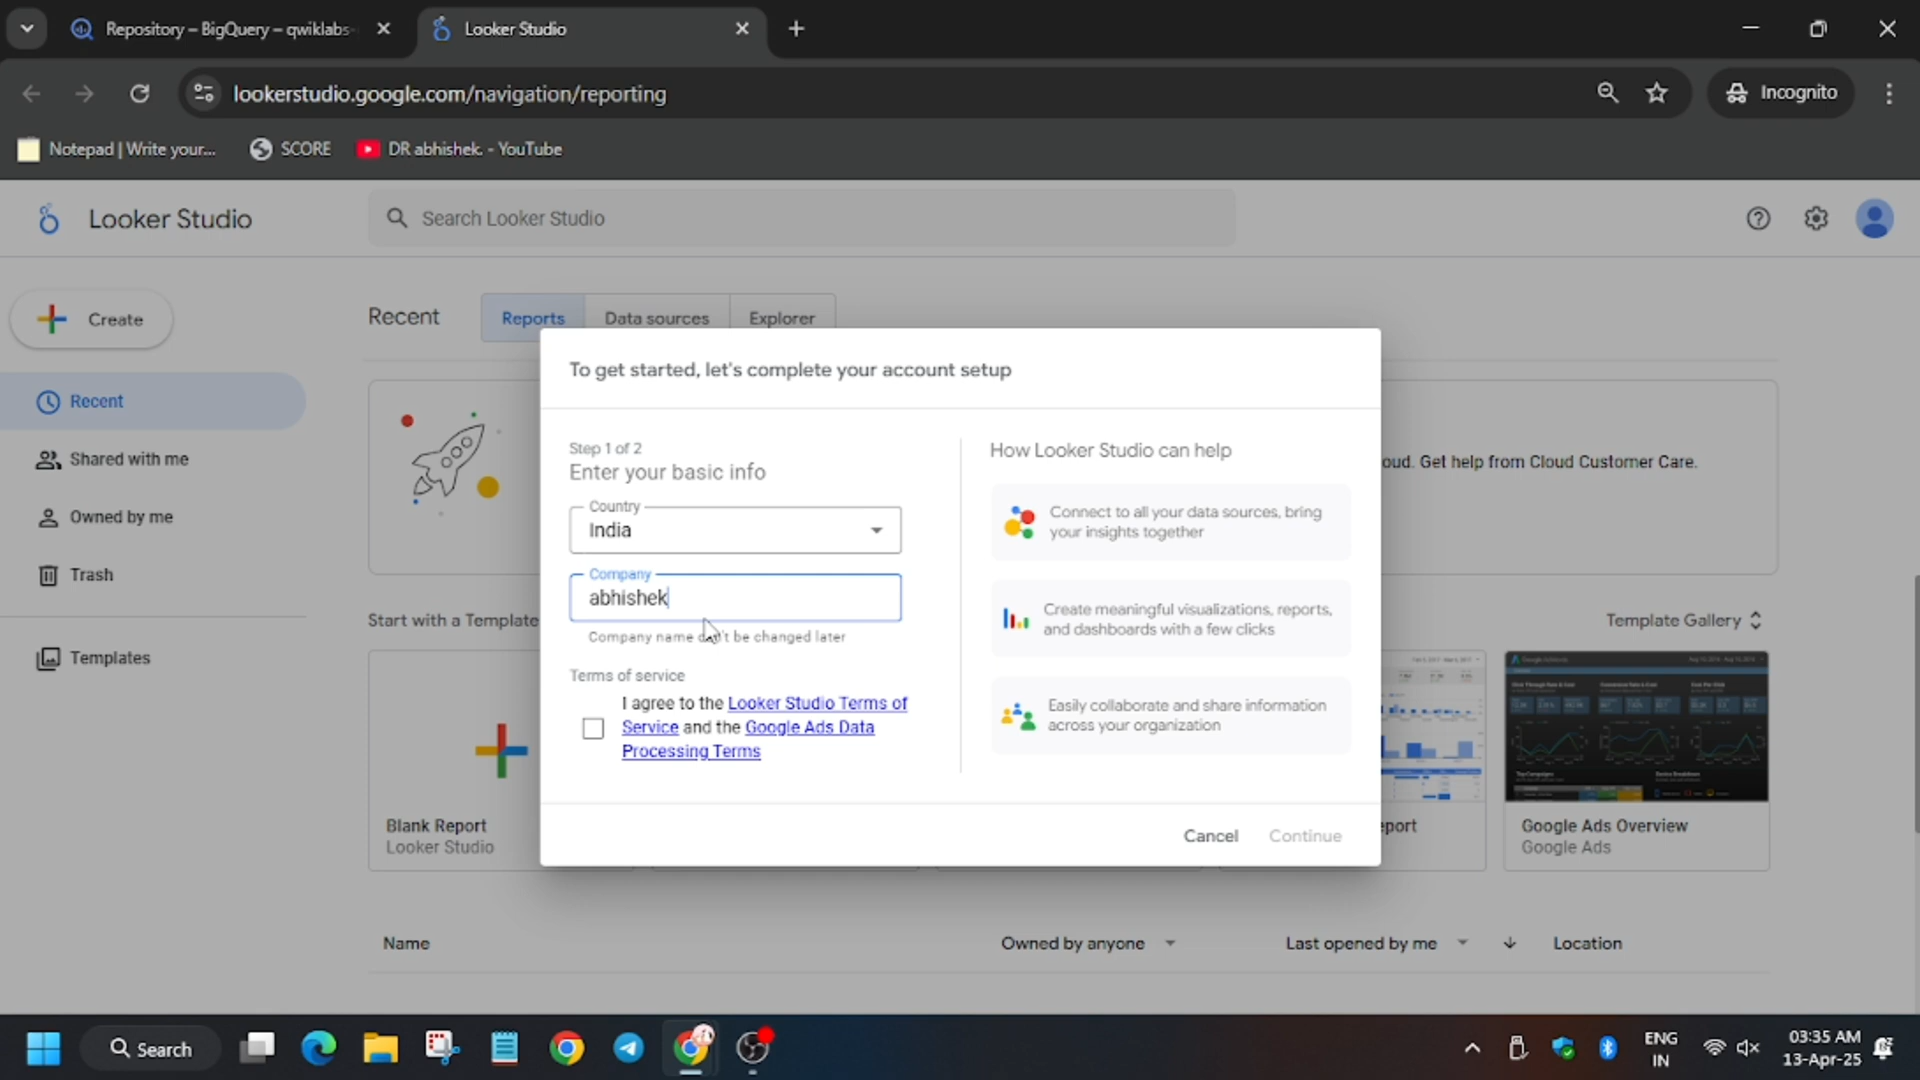 Repository – BigQuery – qwiklabs-
Looker Studio
lookerstudio.google.com/navigation/reporting
Incognito
Notepad | Write your...
SCORE
DR abhishek. - YouTube
Looker Studio
Search Looker Studio
Create
Recent
Reports
Data sources
Explorer
Recent
Shared with me
Owned by me
Trash
Templates
To get started, let's complete your account setup
Step 1 of 2
Enter your basic info
Country
India
Company
abhishek
Company name can't be changed later
Terms of service
I agree to the Looker Studio Terms of
Service and the Google Ads Data
Processing Terms
How Looker Studio can help
Connect to all your data sources, bring
your insights together
Create meaningful visualizations, reports,
and dashboards with a few clicks
Easily collaborate and share information
across your organization
Cancel
Continue
oud. Get help from Cloud Customer Care.
Start with a Template
Template Gallery
Blank Report
Looker Studio
eport
Google Ads Overview
Google Ads
Name
Owned by anyone
Last opened by me
Location
Search
ENG
IN
03:35 AM
13-Apr-25